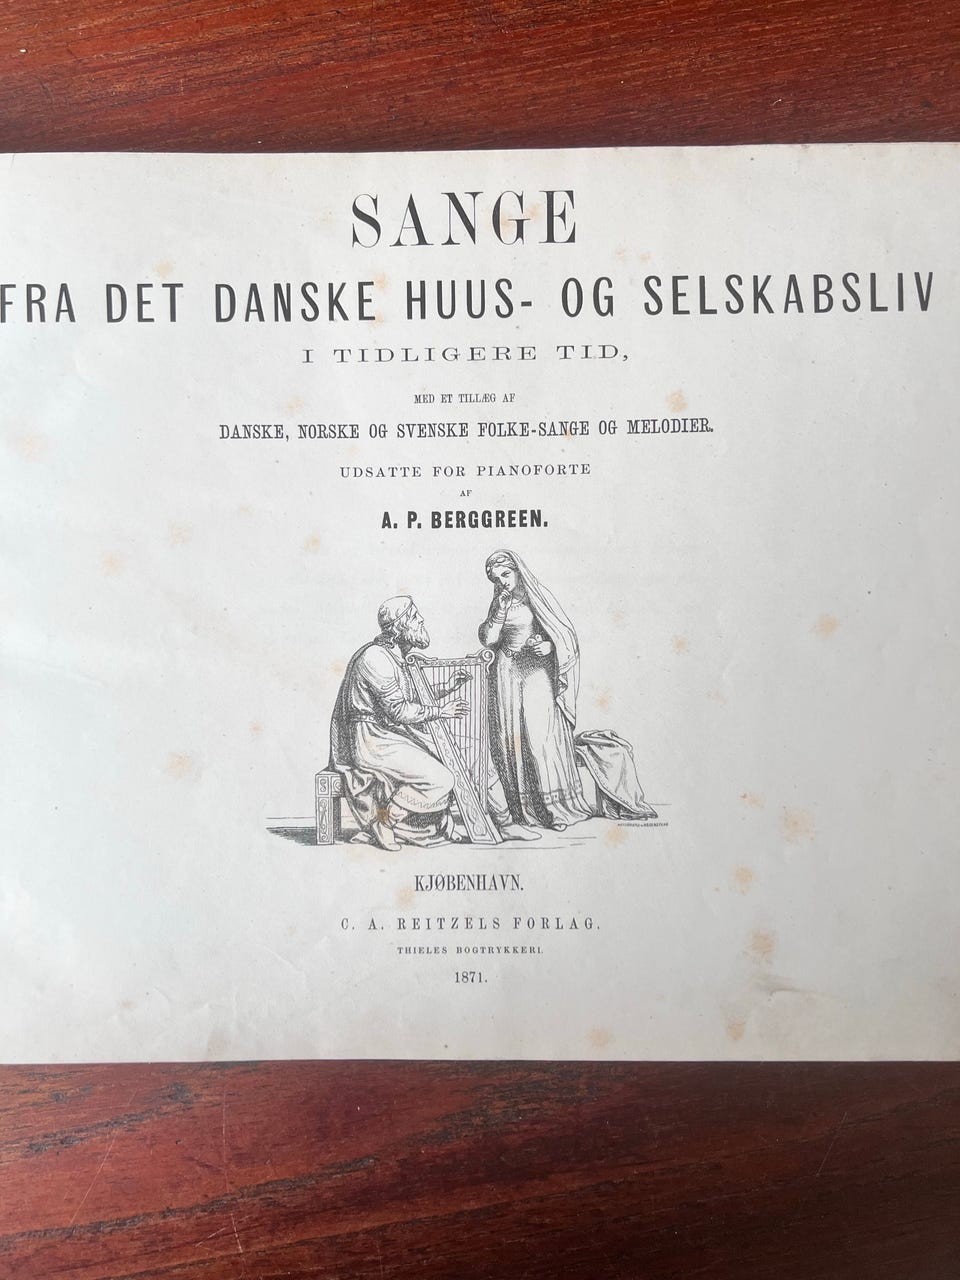 SANGE
FRA DET DANSKE HUUS- OG SELSKABSLIV
I TIDLIGERE TID,
MED ET TILLÆG AF
DANSKE, NORSKE OG SVENSKE FOLKE-SANGE OG MELODIER.
UDSATTE FOR PIANOFORTE
AF
A. P. BERGGREEN.
KJØBENHAVN.
C. A. REITZELS FORLAG.
THIELES BOGTRYKKERI.
1871.